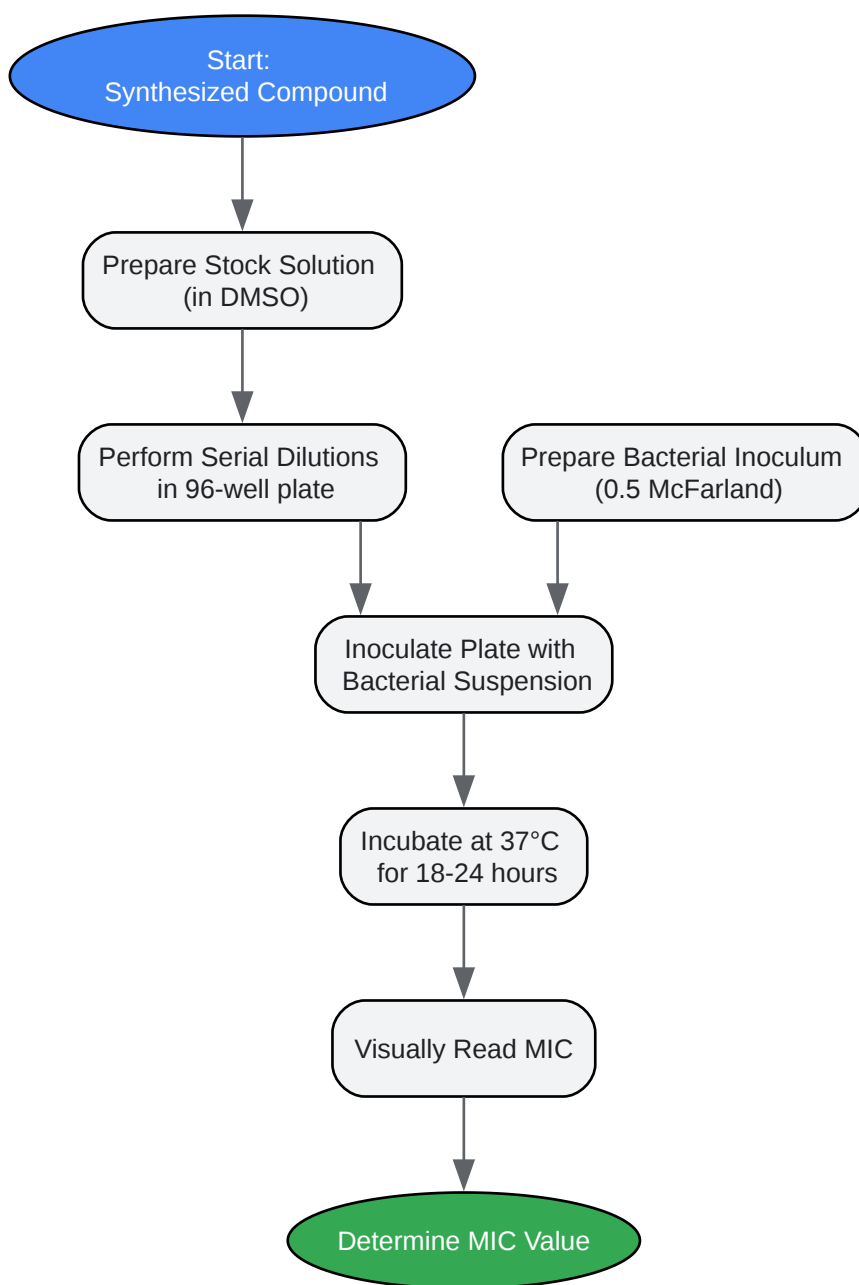 Start:
Synthesized Compound
Prepare Stock Solution
(in DMSO)
Perform Serial Dilutions
in 96-well plate
Prepare Bacterial Inoculum
(0.5 McFarland)
Inoculate Plate with
Bacterial Suspension
Incubate at 37°C
for 18-24 hours
Visually Read MIC
Determine MIC Value